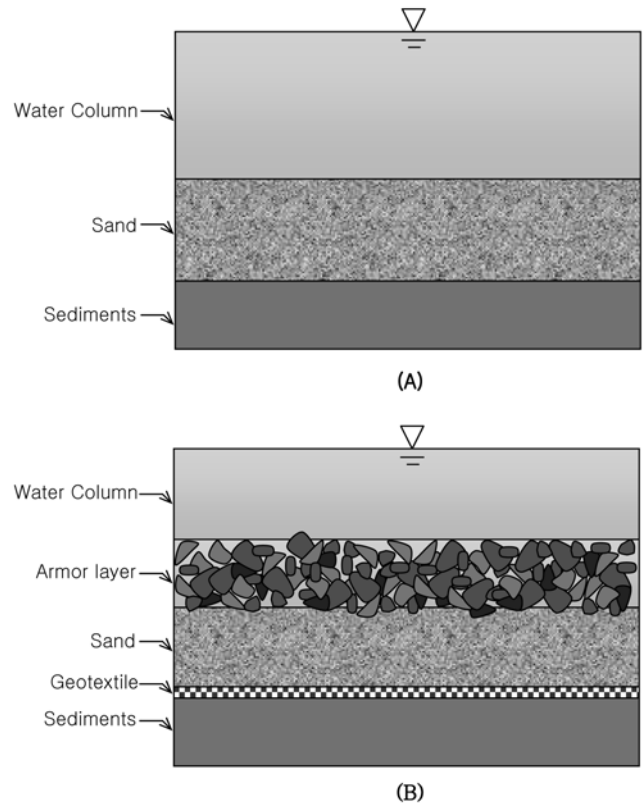 Water Column
Sand
Sediments
(A)
Water Column
Armor layer
Sand
Geotextile
Sediments
(B)